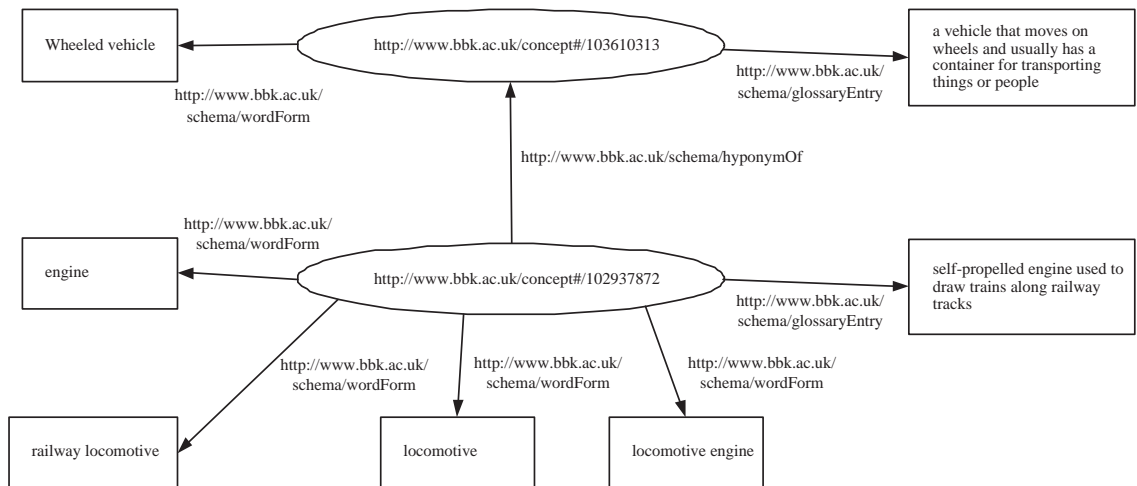 Wheeled vehicle
http://www.bbk.ac.uk/concept#/103610313
a vehicle that moves on
wheels and usually has a
container for transporting
things or people
http://www.bbk.ac.uk/
schema/wordForm
http://www.bbk.ac.uk/
schema/glossaryEntry
http://www.bbk.ac.uk/schema/hyponymOf
http://www.bbk.ac.uk/
schema/wordForm
engine
http://www.bbk.ac.uk/concept#/102937872
self-propelled engine used to
draw trains along railway
tracks
http://www.bbk.ac.uk/
schema/glossaryEntry
http://www.bbk.ac.uk/
schema/wordForm
http://www.bbk.ac.uk/
schema/wordForm
http://www.bbk.ac.uk/
schema/wordForm
railway locomotive
locomotive
locomotive engine